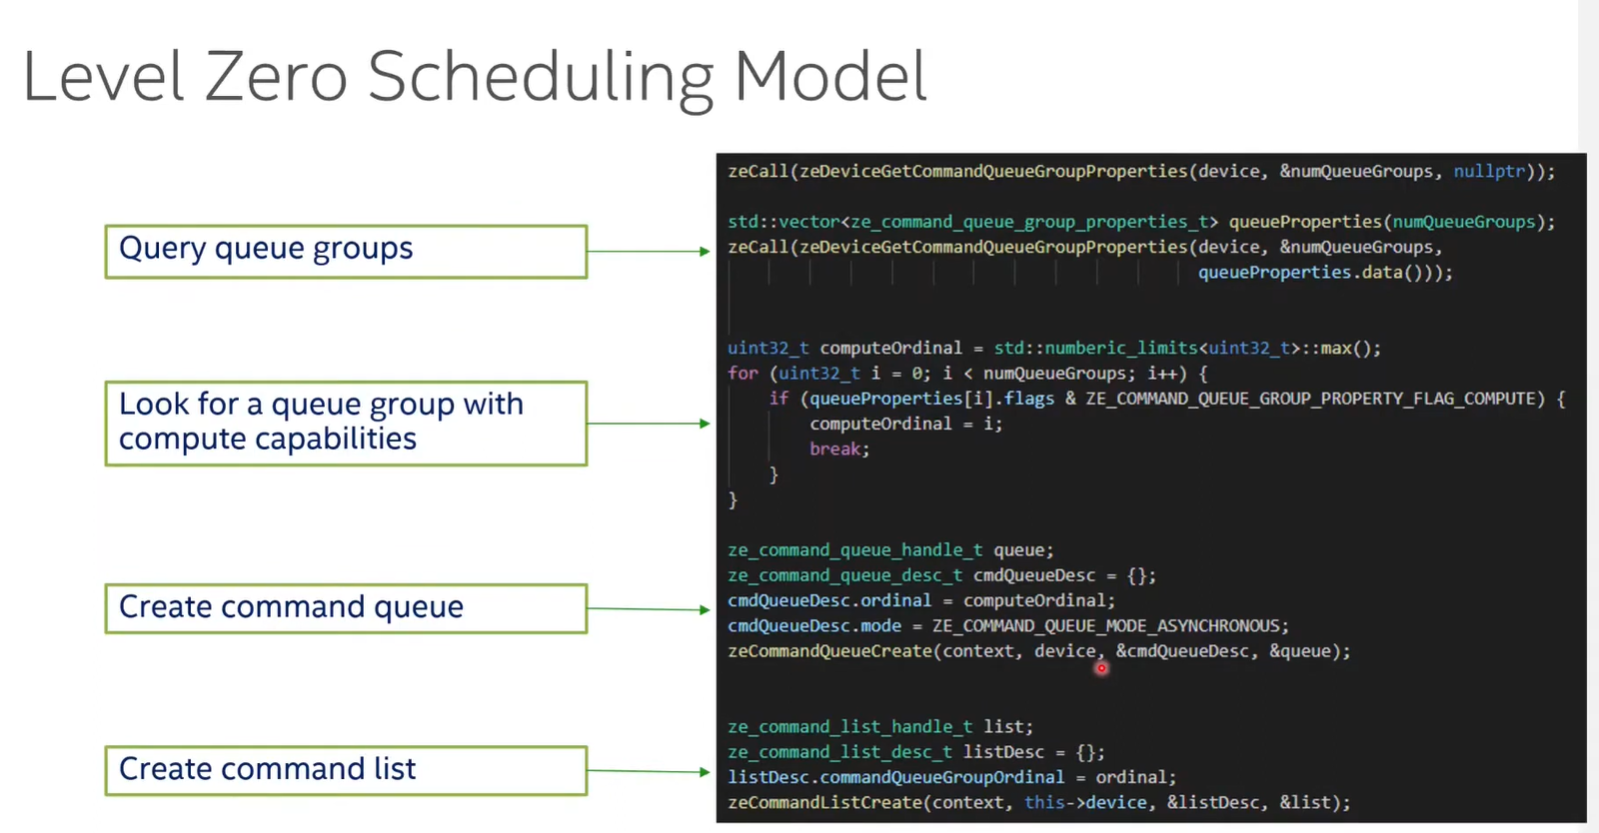 Level Zero Scheduling Model
Query queue groups
Look for a queue group with
compute capabilities
Create command queue
Create command list
zeCall(zeDeviceGetCommandQueueGroupProperties(device, &numQueueGroups, nullptr));
std::vector<ze_command_queue_group_properties_t> queueProperties(numQueueGroups);
zeCall(zeDeviceGetCommandQueueGroupProperties(device, &numQueueGroups,
queueProperties.data()));
uint32_t computeOrdinal = std::numberic_limits<uint32_t>::max();
for (uint32_t i = 0; i < numQueueGroups; i++) {
if (queueProperties[i].flags & ZE_COMMAND_QUEUE_GROUP_PROPERTY_FLAG_COMPUTE) {
computeOrdinal = i;
break;
}
}
ze_command_queue_handle_t queue;
ze_command_queue_desc_t cmdQueueDesc = {};
cmdQueueDesc.ordinal = computeOrdinal;
cmdQueueDesc.mode = ZE_COMMAND_QUEUE_MODE_ASYNCHRONOUS;
zeCommandQueueCreate(context, device, &cmdQueueDesc, &queue);
ze_command_list_handle_t list;
ze_command_list_desc_t listDesc = {};
listDesc.commandQueueGroupOrdinal = ordinal;
zeCommandListCreate(context, this->device, &listDesc, &list);